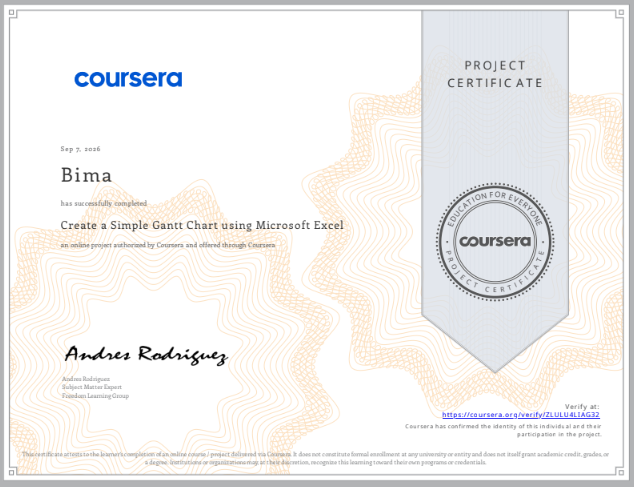 coursera
PROJECT
CERTIFICATE
Sep 7, 2026
Bima
has successfully completed
Create a Simple Gantt Chart using Microsoft Excel
an online project authorized by Coursera and offered through Coursera
EDUCATION FOR EVERYONE
coursera
PROJECT CERTIFICATE
Andres Rodriguez
Andres Rodriguez
Subject Matter Expert
Freedom Learning Group
Verify at:
https://coursera.org/verify/ZLULU4LIAG32
Coursera has confirmed the identity of this individual and their
participation in the project.
This certificate attests to the learner's completion of an online course / project delivered via Coursera. It does not constitute formal enrollment at any university or entity and does not itself grant academic credit, grades, or
a degree. Institutions or organizations may, at their discretion, recognize this learning toward their own programs or credentials.